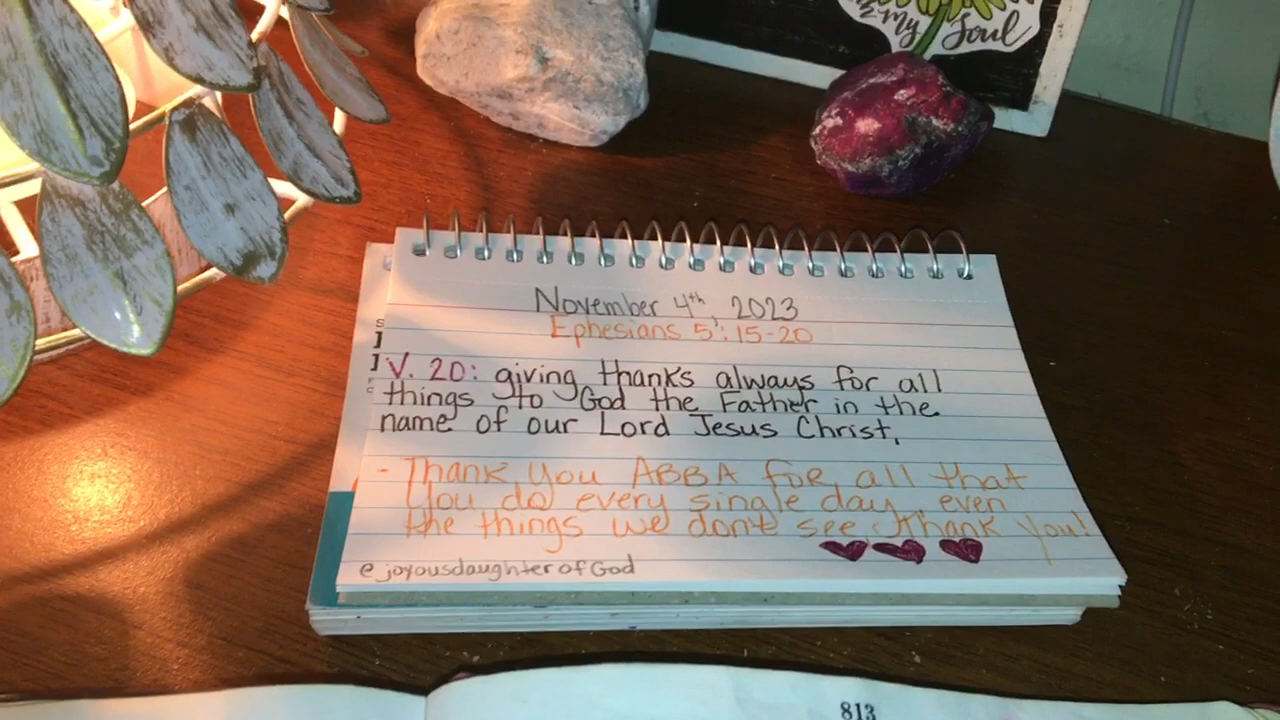 & My Soul
November 4th, 2023
Ephesians 5:15-20
V. 20: giving thanks always for all
things to God the Father in the
name of our Lord Jesus Christ,
- Thank You ABBA for all that
You do every single day, even
the things we don't see. Thank You!
@joyousdaughterofGod
813